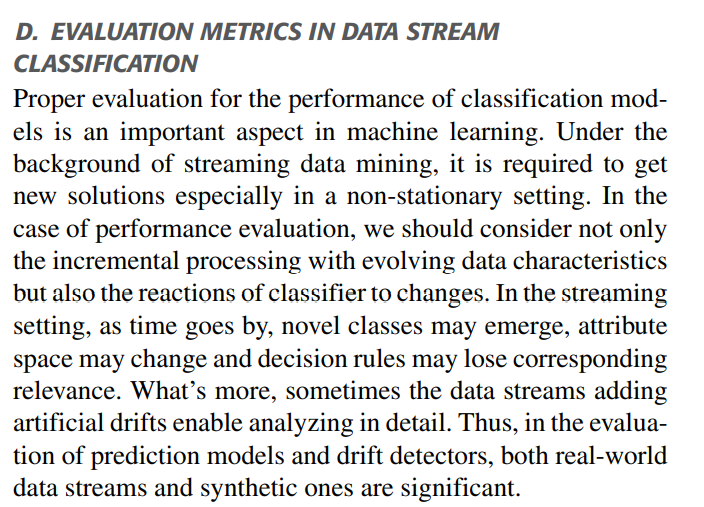 D. EVALUATION METRICS IN DATA STREAM
CLASSIFICATION
Proper evaluation for the performance of classification mod-
els is an important aspect in machine learning. Under the
background of streaming data mining, it is required to get
new solutions especially in a non-stationary setting. In the
case of performance evaluation, we should consider not only
the incremental processing with evolving data characteristics
but also the reactions of classifier to changes. In the streaming
setting, as time goes by, novel classes may emerge, attribute
space may change and decision rules may lose corresponding
relevance. What's more, sometimes the data streams adding
artificial drifts enable analyzing in detail. Thus, in the evalua-
tion of prediction models and drift detectors, both real-world
data streams and synthetic ones are significant.